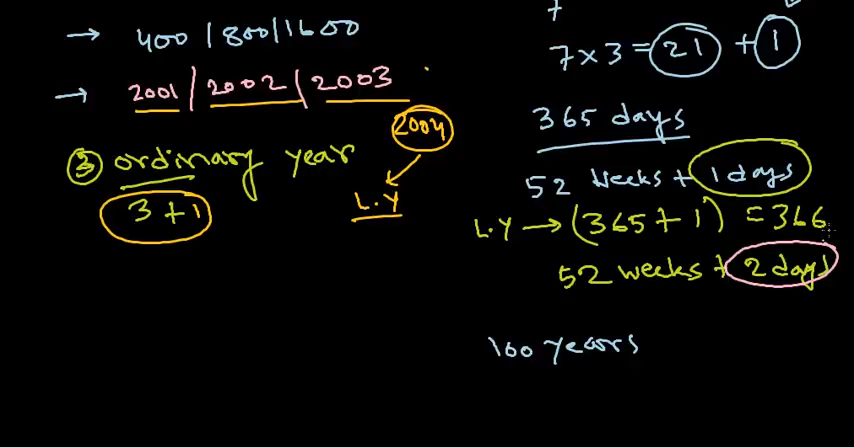 → 400 / 800 / 1600
→ 2001 / 2002 / 2003
2004
③ ordinary year
3 + 1
L.Y
7
7 × 3 = 21 + 1
365 days
52 weeks + 1 days
L.Y → (365 + 1) = 366
52 weeks + 2 days
100 years